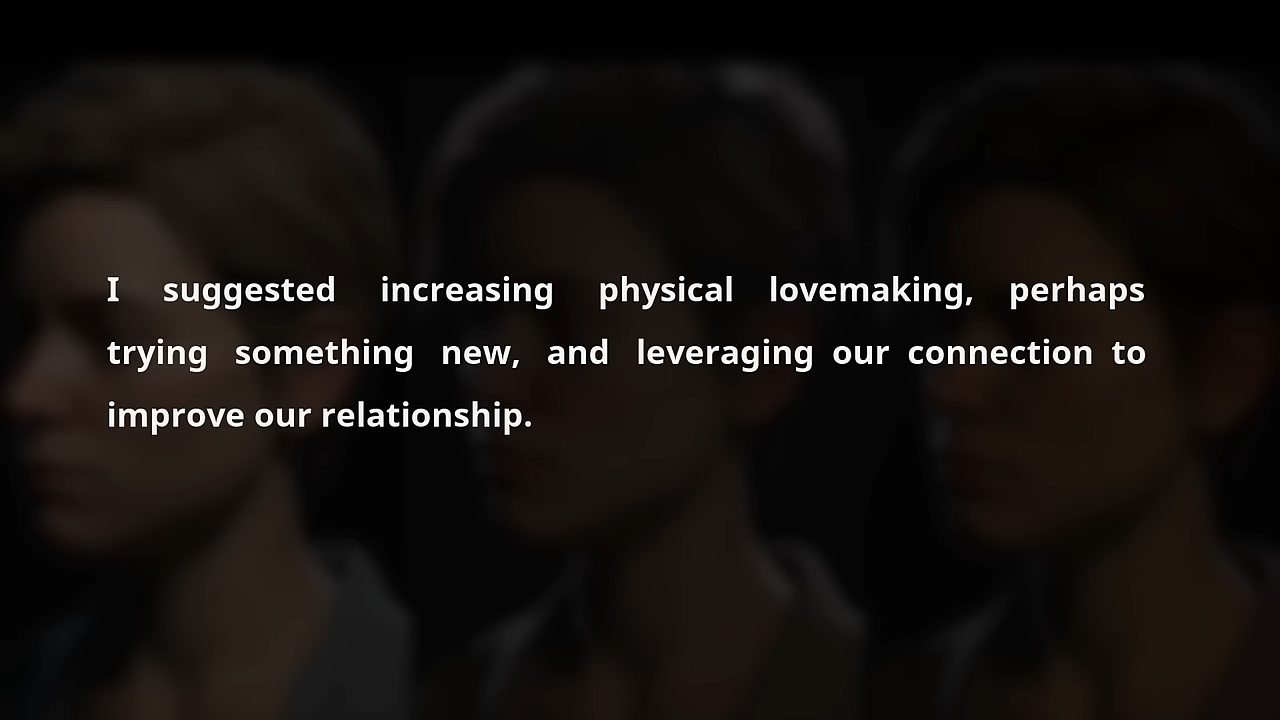 I suggested increasing physical lovemaking, perhaps
trying something new, and leveraging our connection to
improve our relationship.